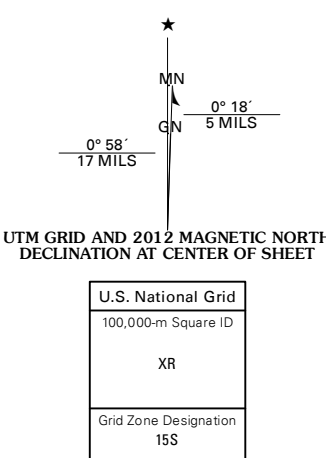 ★
MN
0° 18´
5 MILS
GN
0° 58´
17 MILS
UTM GRID AND 2012 MAGNETIC NORTH
DECLINATION AT CENTER OF SHEET
U.S. National Grid
100,000-m Square ID
XR
Grid Zone Designation
15S